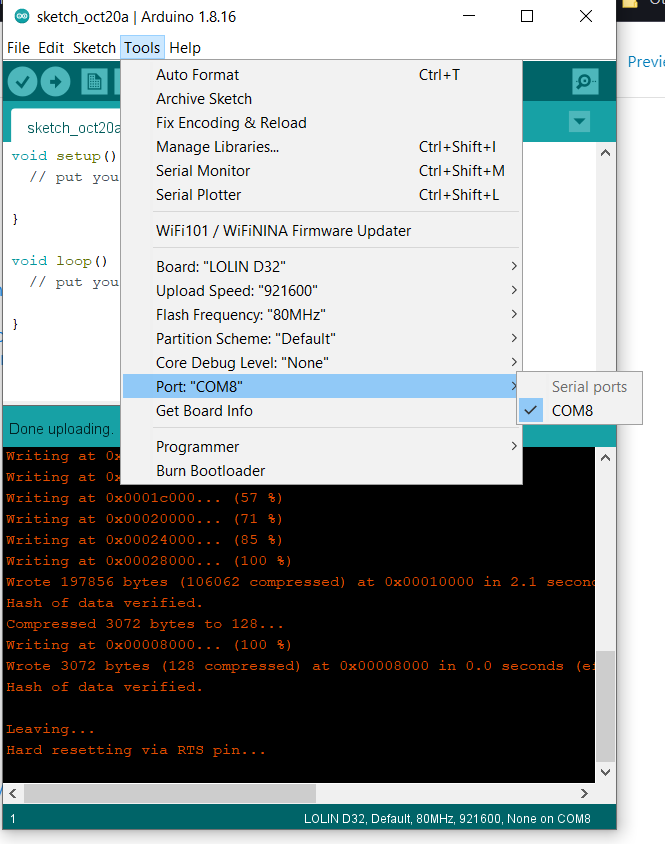 sketch_oct20a | Arduino 1.8.16
File Edit Sketch Tools Help
Previe
Auto Format Ctrl+T
Archive Sketch
Fix Encoding & Reload
Manage Libraries... Ctrl+Shift+I
Serial Monitor Ctrl+Shift+M
Serial Plotter Ctrl+Shift+L
WiFi101 / WiFiNINA Firmware Updater
Board: "LOLIN D32"
Upload Speed: "921600"
Flash Frequency: "80MHz"
Partition Scheme: "Default"
Core Debug Level: "None"
Port: "COM8"
Get Board Info
Programmer
Burn Bootloader
Serial ports
COM8
sketch_oct20a
void setup()
// put you
}
void loop()
// put you
}
Done uploading.
Writing at 0x
Writing at 0x
Writing at 0x0001c000... (57 %)
Writing at 0x00020000... (71 %)
Writing at 0x00024000... (85 %)
Writing at 0x00028000... (100 %)
Wrote 197856 bytes (106062 compressed) at 0x00010000 in 2.1 secon
Hash of data verified.
Compressed 3072 bytes to 128...
Writing at 0x00008000... (100 %)
Wrote 3072 bytes (128 compressed) at 0x00008000 in 0.0 seconds (e
Hash of data verified.
Leaving...
Hard resetting via RTS pin...
1
LOLIN D32, Default, 80MHz, 921600, None on COM8